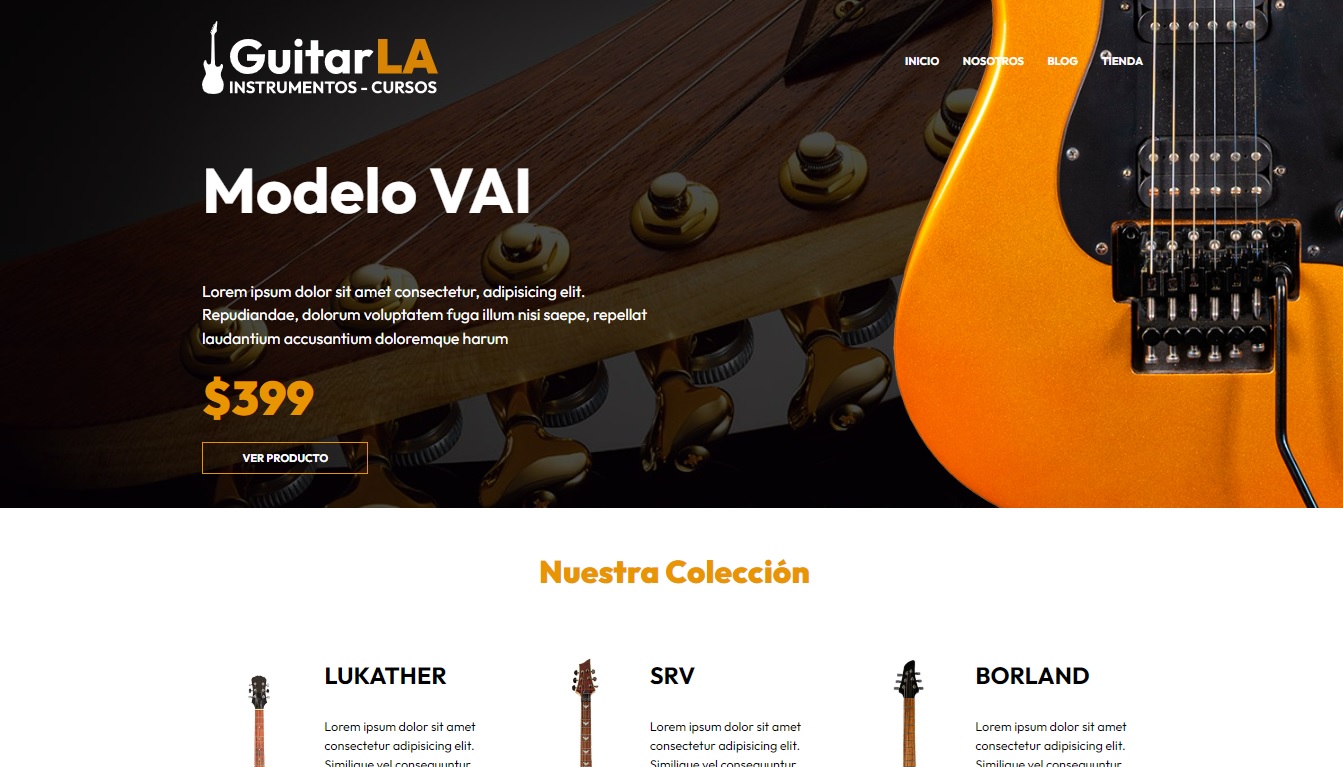 GuitarLA
INSTRUMENTOS - CURSOS
INICIO NOSOTROS BLOG TIENDA
Modelo VAI
Lorem ipsum dolor sit amet consectetur, adipisicing elit.
Repudiandae, dolorum voluptatem fuga illum nisi saepe, repellat
laudantium accusantium doloremque harum
$399
VER PRODUCTO
Nuestra Colección
LUKATHER
Lorem ipsum dolor sit amet
consectetur adipisicing elit.
Similique vel consequuntur
SRV
Lorem ipsum dolor sit amet
consectetur adipisicing elit.
Similique vel consequuntur
BORLAND
Lorem ipsum dolor sit amet
consectetur adipisicing elit.
Similique vel consequuntur